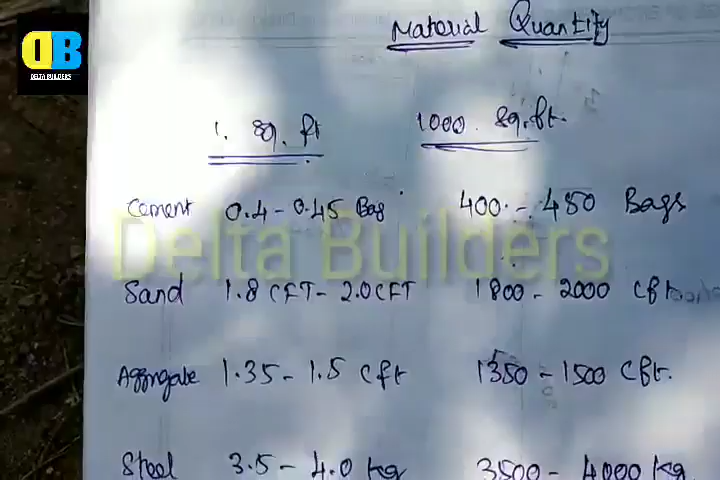 DB
DELTA BUILDERS
Material Quantity
1. sq. ft 1000 sq.ft.
Cement 0.4 - 0.45 Bag 400 - 450 Bags
Delta Builders
Sand 1.8 CFT - 2.0 CFT 1800 - 2000 cft
Aggregate 1.35 - 1.5 cft 1350 - 1500 cft.
Steel 3.5 - 4.0 kg 3500 - 4000 kg